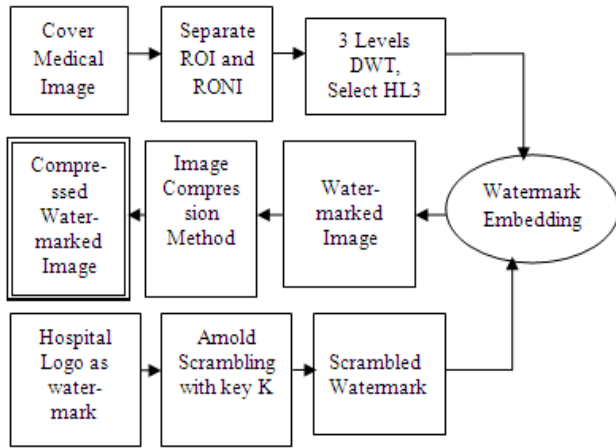 Cover
Medical
Image
Separate
ROI and
RONI
3 Levels
DWT,
Select HL3
Compre-
ssed
Water-
marked
Image
Image
Compres
sion
Method
Water-
marked
Image
Watermark
Embedding
Hospital
Logo as
water-
mark
Arnold
Scrambling
with key K
Scrambled
Watermark